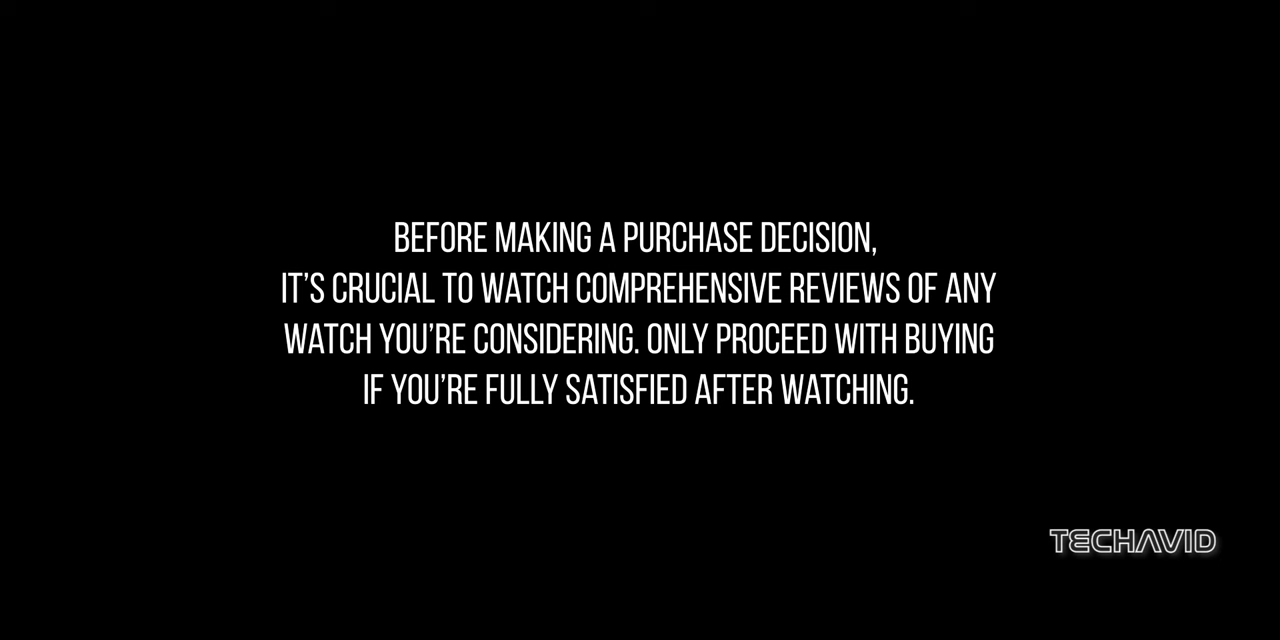 BEFORE MAKING A PURCHASE DECISION,
IT'S CRUCIAL TO WATCH COMPREHENSIVE REVIEWS OF ANY
WATCH YOU'RE CONSIDERING. ONLY PROCEED WITH BUYING
IF YOU'RE FULLY SATISFIED AFTER WATCHING.
TECHAVID